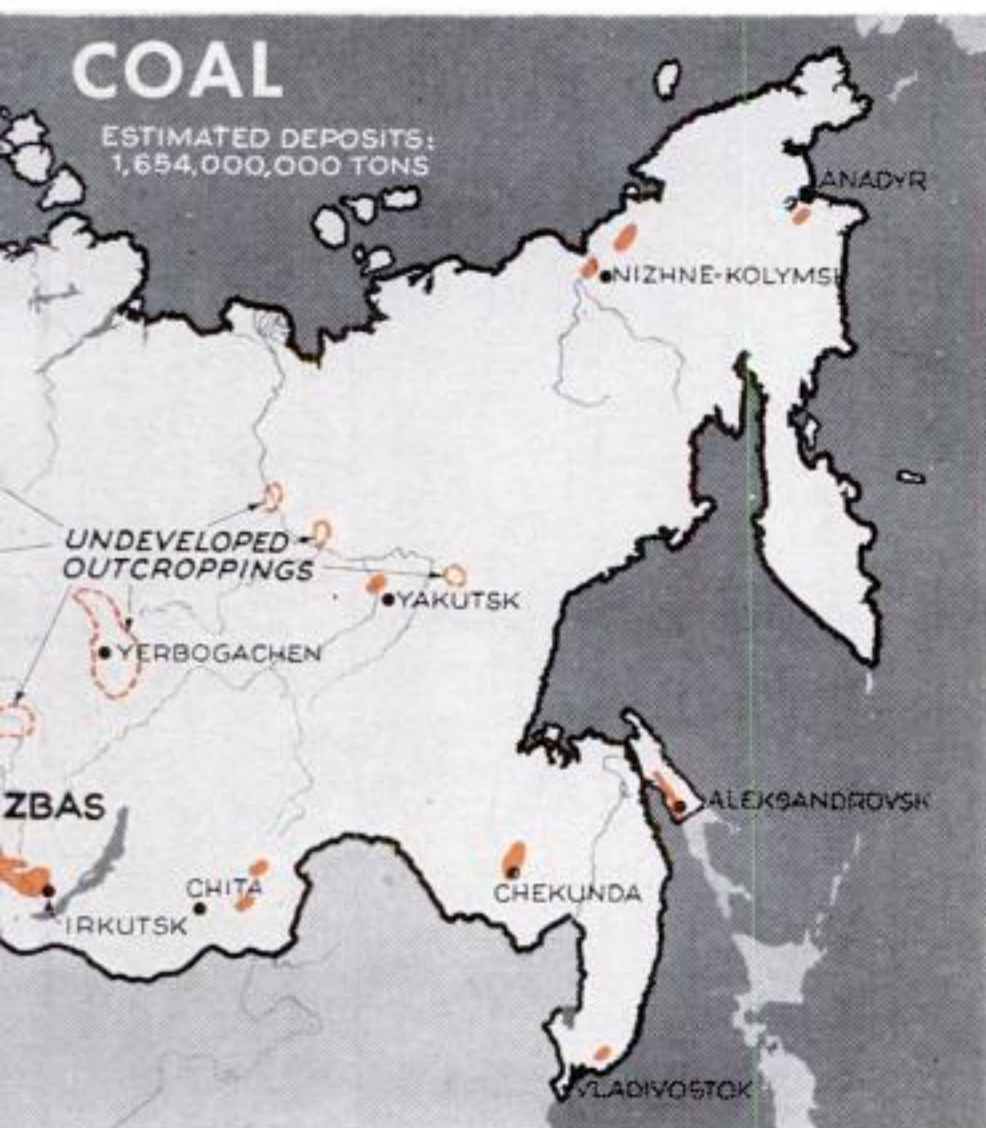 COAL
ESTIMATED DEPOSITS:
1,654,000,000 TONS
ANADYR
NIZHNE-KOLYMSK
UNDEVELOPED
OUTCROPPINGS
YAKUTSK
YERBOGACHEN
ZBAS
ALEKSANDROVSK
CHITA
CHEKUNDA
IRKUTSK
VLADIVOSTOK